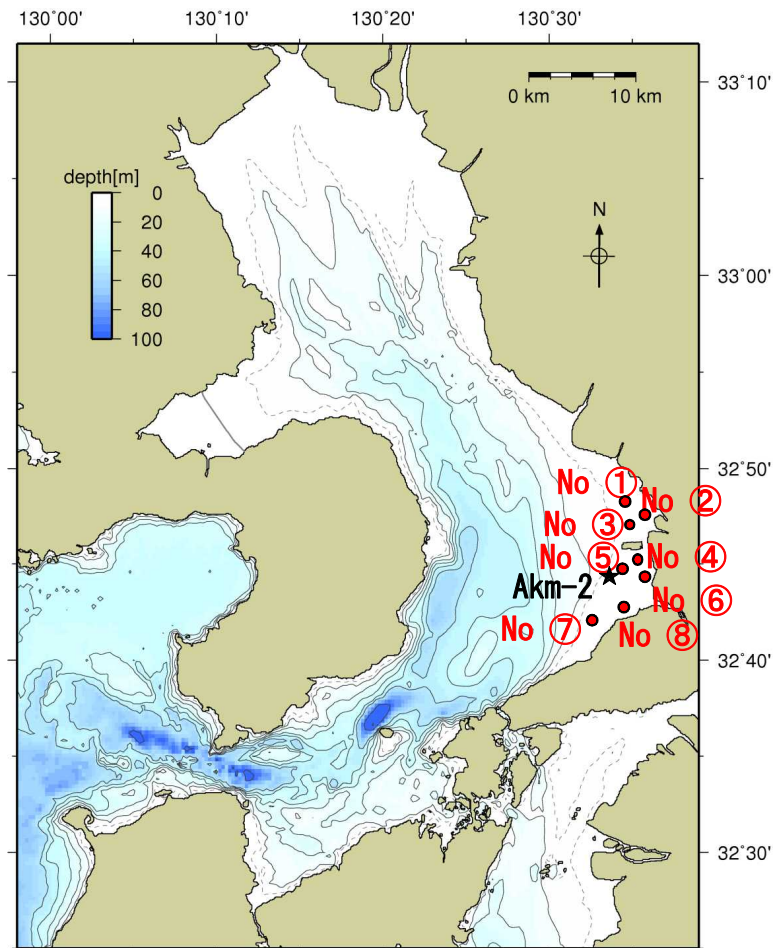 130°00' 130°10' 130°20' 130°30'
33°10'
0 km 10 km
depth[m]
0
20
40
60
80
100
N
33°00'
32°50'
No ①
No ②
No ③
No ④
No ⑤
Akm-2
No ⑥
No ⑦
No ⑧
32°40'
32°30'